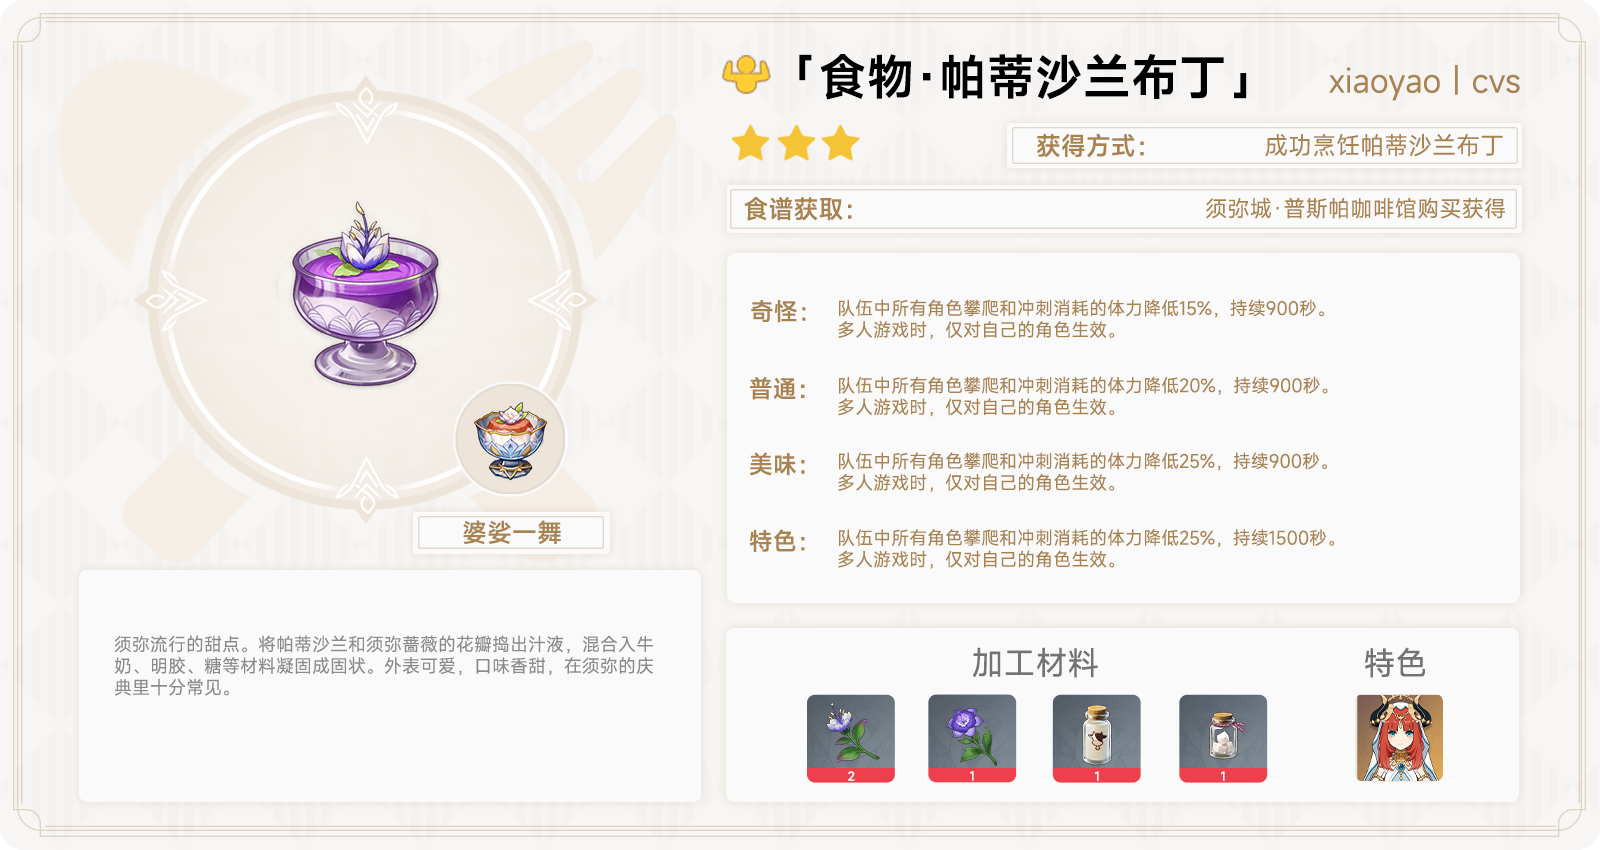 「食物·帕蒂沙兰布丁」
xiaoyao | cvs
获得方式：
成功烹饪帕蒂沙兰布丁
食谱获取：
须弥城·普斯帕咖啡馆购买获得
奇怪：
队伍中所有角色攀爬和冲刺消耗的体力降低15%，持续900秒。
多人游戏时，仅对自己的角色生效。
普通：
队伍中所有角色攀爬和冲刺消耗的体力降低20%，持续900秒。
多人游戏时，仅对自己的角色生效。
美味：
队伍中所有角色攀爬和冲刺消耗的体力降低25%，持续900秒。
多人游戏时，仅对自己的角色生效。
特色：
队伍中所有角色攀爬和冲刺消耗的体力降低25%，持续1500秒。
多人游戏时，仅对自己的角色生效。
婆娑一舞
须弥流行的甜点。将帕蒂沙兰和须弥蔷薇的花瓣捣出汁液，混合入牛
奶、明胶、糖等材料凝固成固状。外表可爱，口味香甜，在须弥的庆
典里十分常见。
加工材料
特色
2
1
1
1